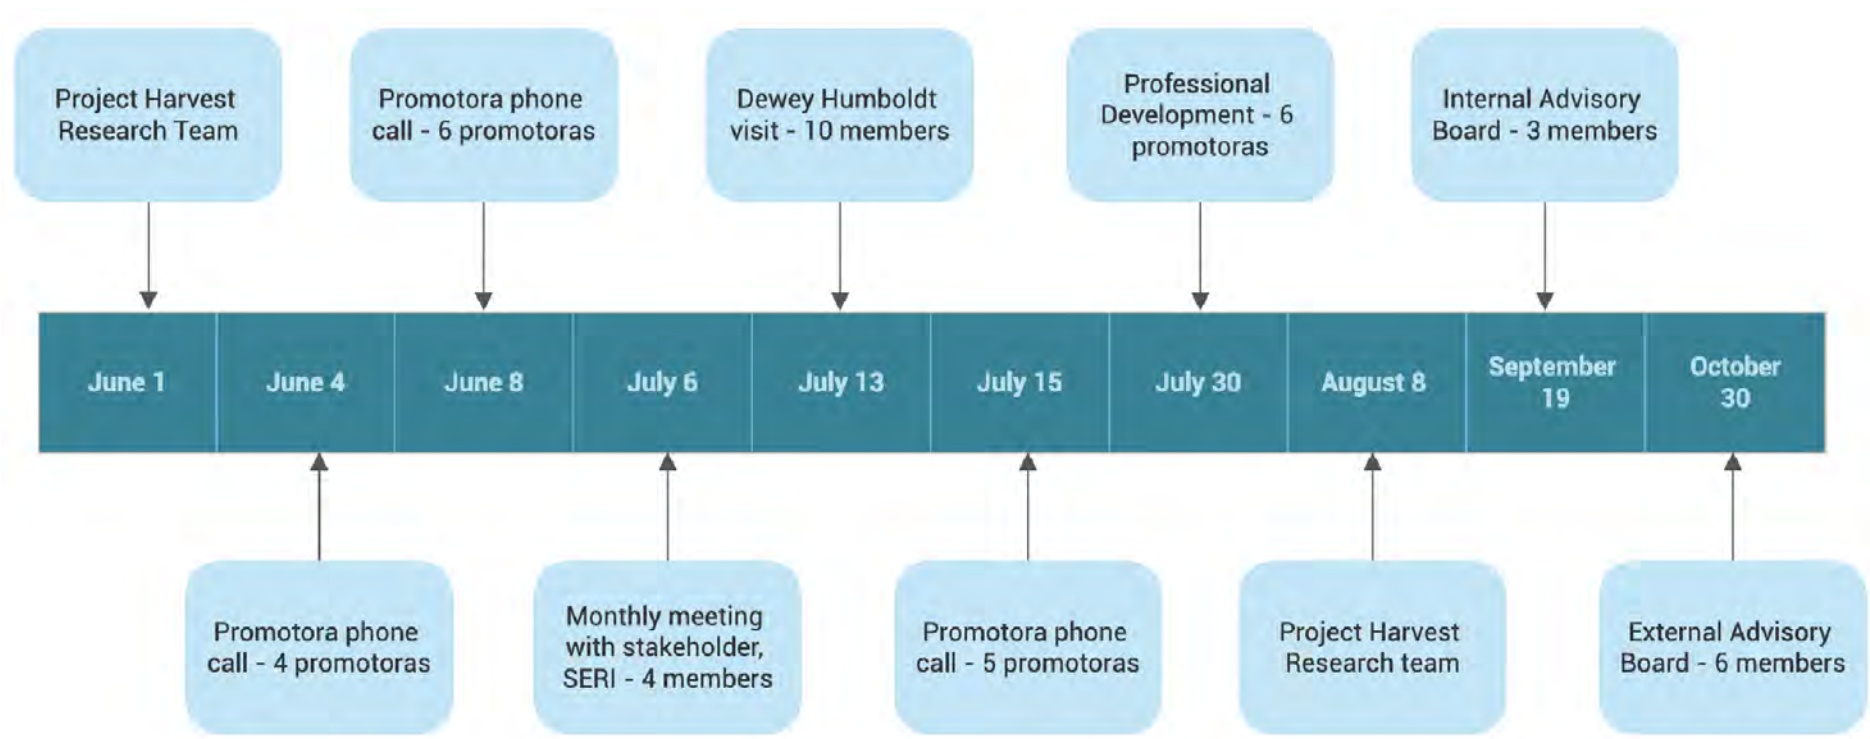 Project Harvest
Research Team
Promotora phone
call - 6 promotoras
Dewey Humboldt
visit - 10 members
Professional
Development - 6
promotoras
Internal Advisory
Board - 3 members
June 1
June 4
June 8
July 6
July 13
July 15
July 30
August 8
September
19
October
30
Promotora phone
call - 4 promotoras
Monthly meeting
with stakeholder,
SERI - 4 members
Promotora phone
call - 5 promotoras
Project Harvest
Research team
External Advisory
Board - 6 members